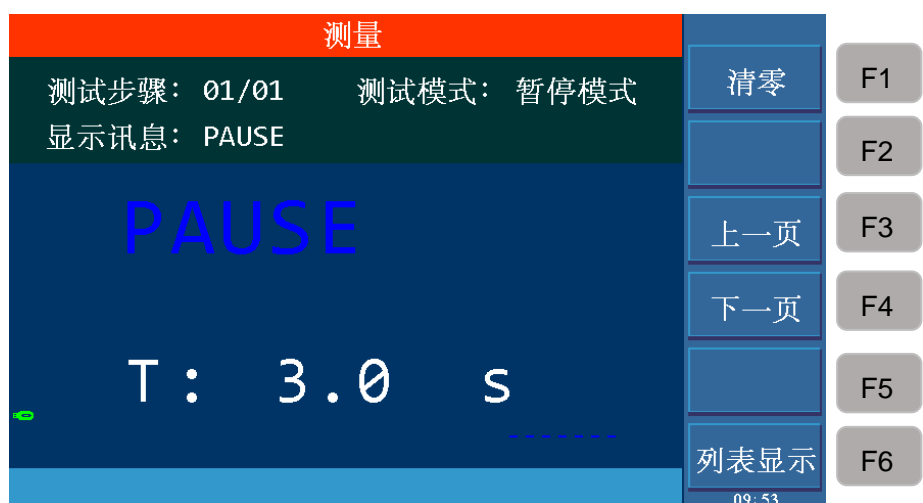 测量
测试步骤: 01/01 测试模式: 暂停模式
显示讯息: PAUSE
PAUSE
T: 3.0 s
-------
清零
上一页
下一页
列表显示
09:53
F1
F2
F3
F4
F5
F6